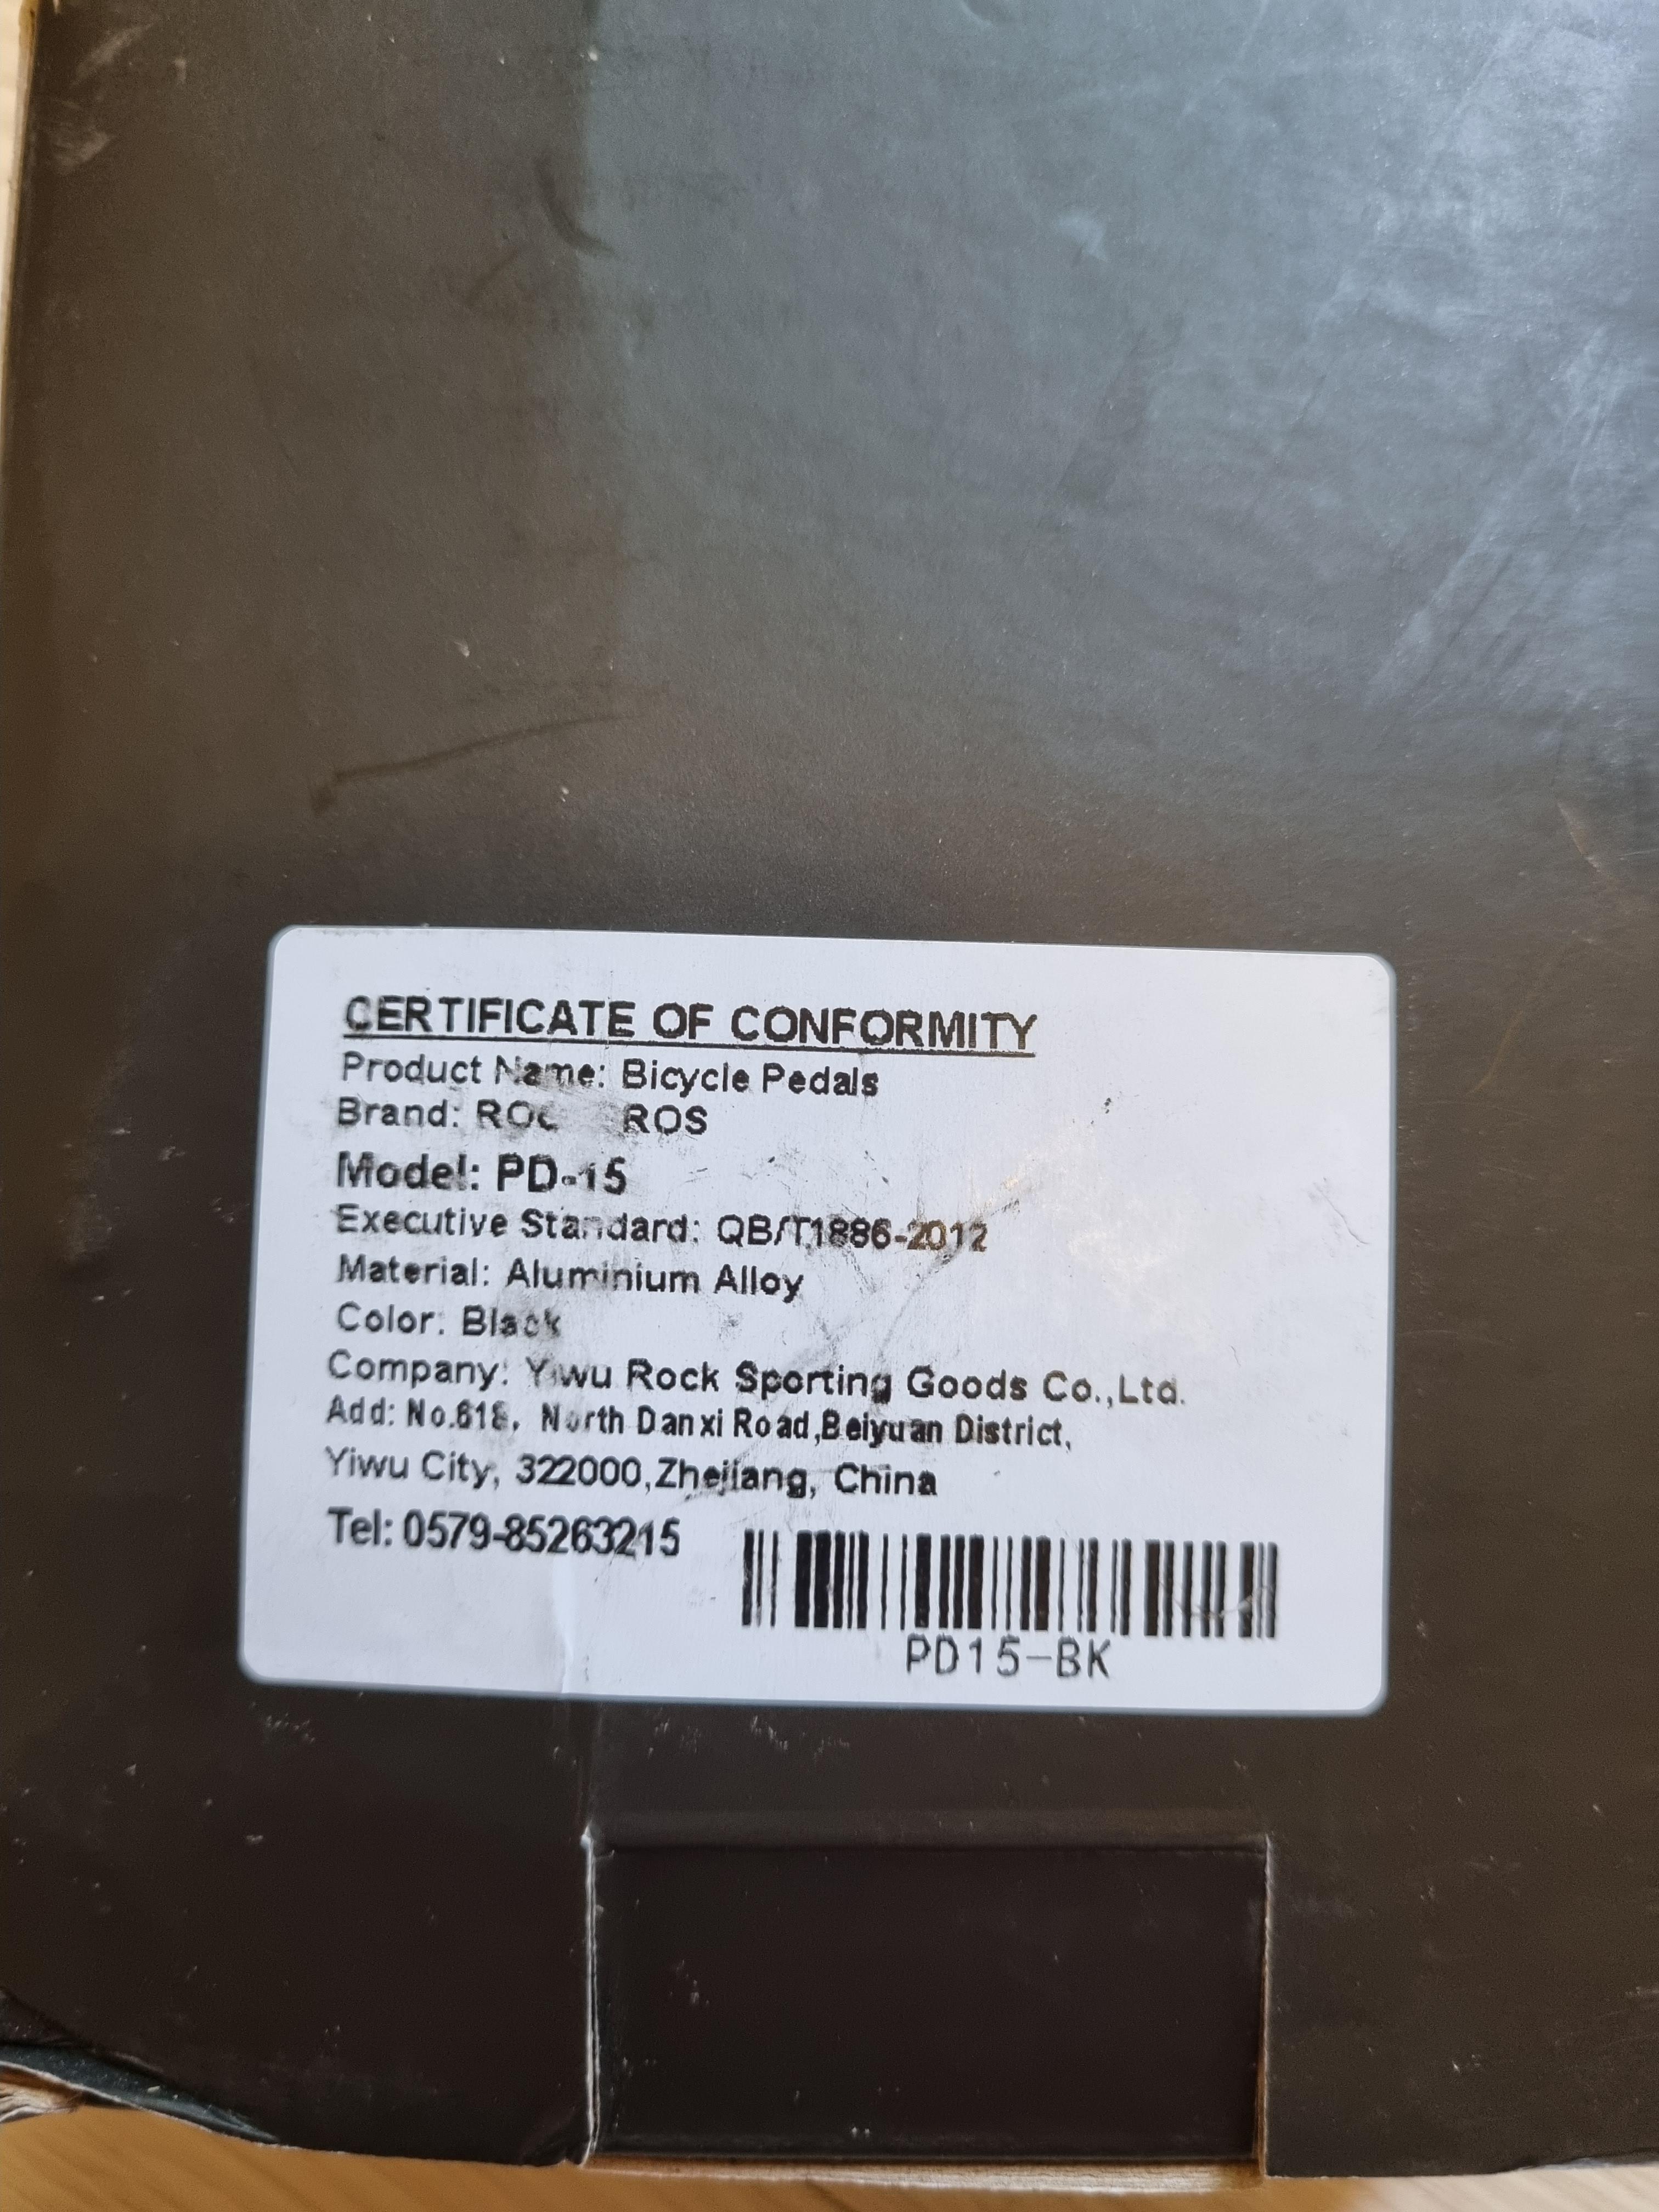 CERTIFICATE OF CONFORMITY
Product Name: Bicycle Pedals
Brand:
Model: PD-15
Executive Standard: QB/T1886-2012
Material: Aluminium Alloy
Color: Black
Company: Yiwu Rock Sporting Goods Co.,Ltd.
Add: North Danxi Road,Beiyuan District,
Yiwu City, 322000,Zhejiang, China
Tel: 0579-85263215
PD15-BK